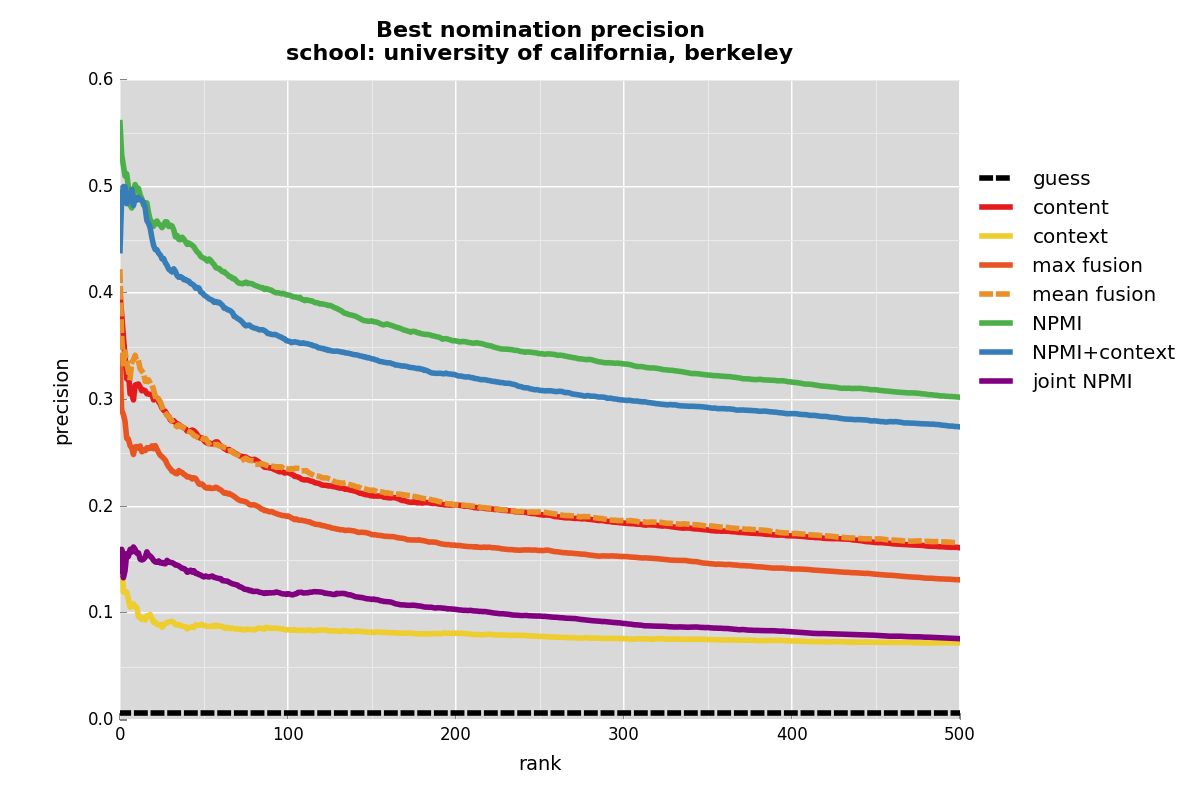 Best nomination precision
school: university of california, berkeley
precision
0.6
0.5
0.4
0.3
0.2
0.1
0.0
0
100
200
300
400
500
rank
guess
content
context
max fusion
mean fusion
NPMI
NPMI+context
joint NPMI